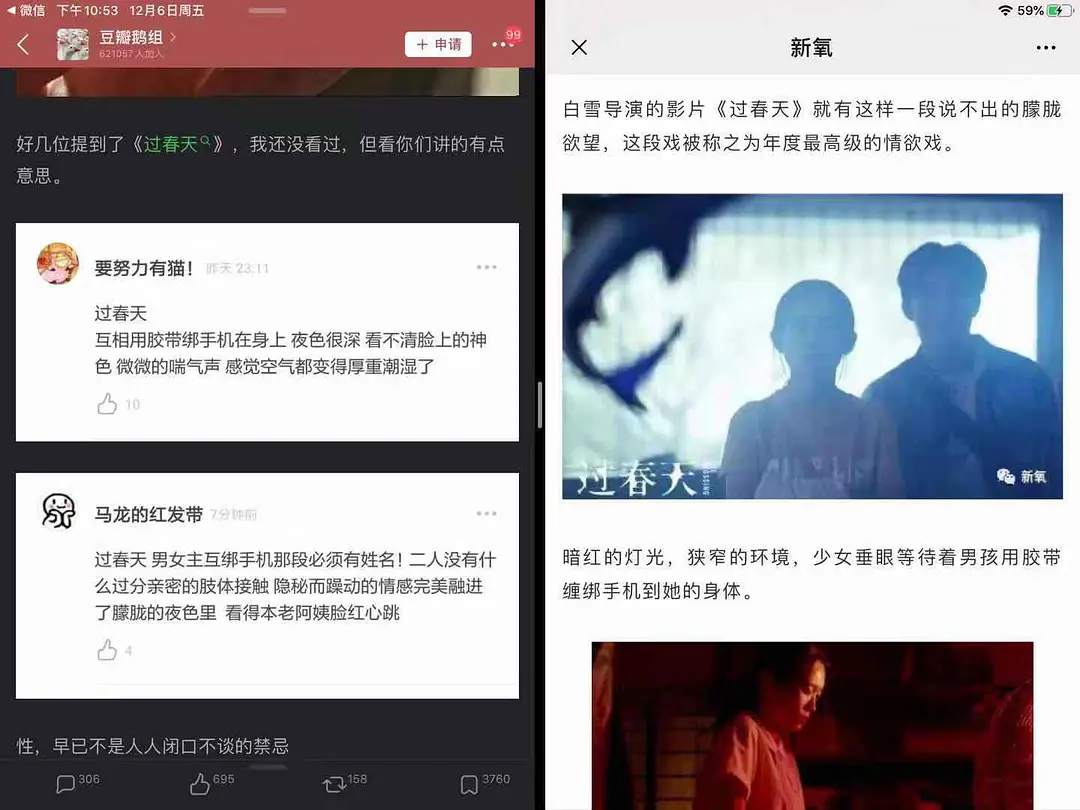 微信 下午10:53 12月6日周五
豆瓣鹅组
621057人加入
申请
99
好几位提到了《过春天》，我还没看过，但看你们讲的有点
意思。
要努力有猫！ 昨天 23:11
过春天
互相用胶带绑手机在身上 夜色很深 看不清脸上的神
色 微微的喘气声 感觉空气都变得厚重潮湿了
10
马龙的红发带 7分钟前
过春天 男女主互绑手机那段必须有姓名！二人没有什
么过分亲密的肢体接触 隐秘而躁动的情感完美融进
了朦胧的夜色里 看得本老阿姨脸红心跳
4
性，早已不是人人闭口不谈的禁忌
306 695 158 3760
59%
新氧
白雪导演的影片《过春天》就有这样一段说不出的朦胧
欲望，这段戏被称之为年度最高级的情欲戏。
过春天
新氧
暗红的灯光，狭窄的环境，少女垂眼等待着男孩用胶带
缠绑手机到她的身体。